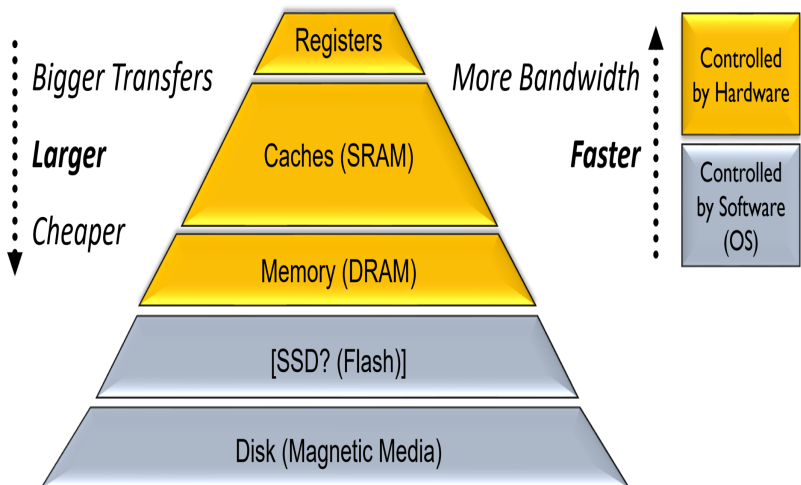 Registers
Bigger Transfers
More Bandwidth
Controlled
by Hardware
Larger
Caches (SRAM)
Faster
Controlled
by Software
(OS)
Cheaper
Memory (DRAM)
[SSD? (Flash)]
Disk (Magnetic Media)